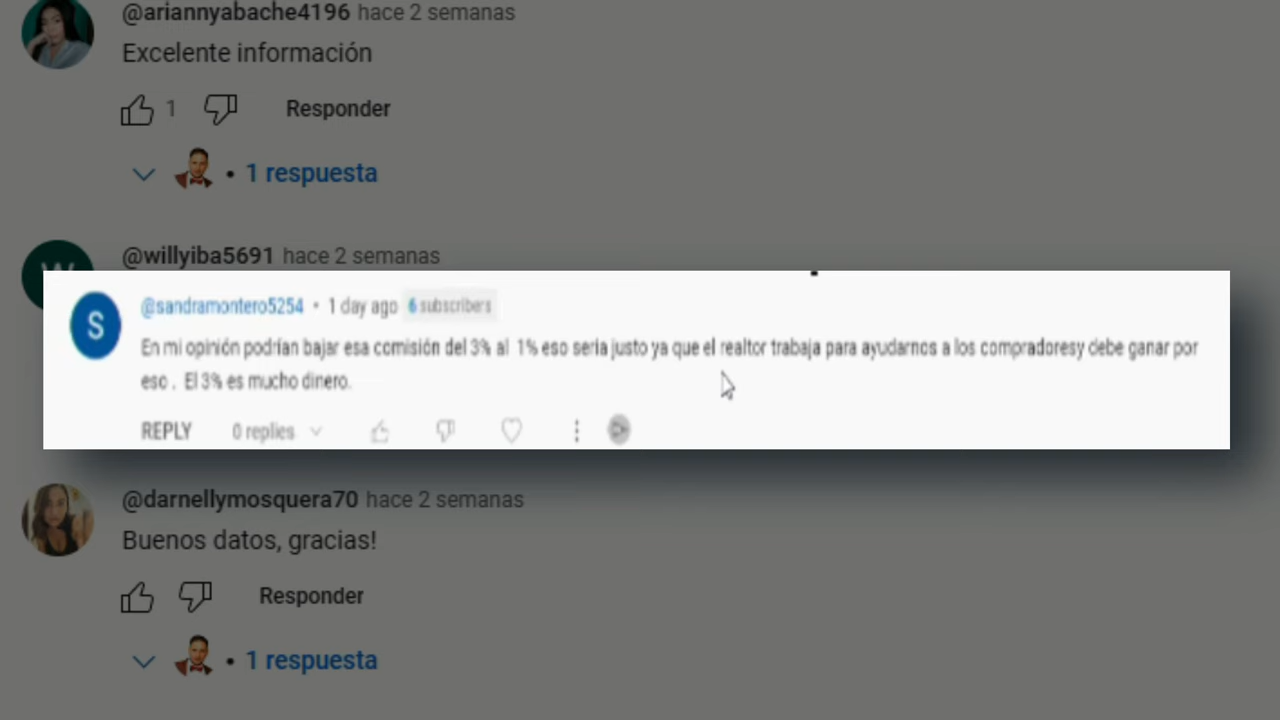 @ariannyabache4196 hace 2 semanas
Excelente información
1 Responder
1 respuesta
@willyiba5691 hace 2 semanas
S
@sandramontero5254 • 1 day ago 6 subscribers
En mi opinión podrían bajar esa comisión del 3% al 1% eso seria justo ya que el realtor trabaja para ayudarnos a los compradoresy debe ganar por
eso . El 3% es mucho dinero.
REPLY 0 replies
@darnellymosquera70 hace 2 semanas
Buenos datos, gracias!
Responder
1 respuesta